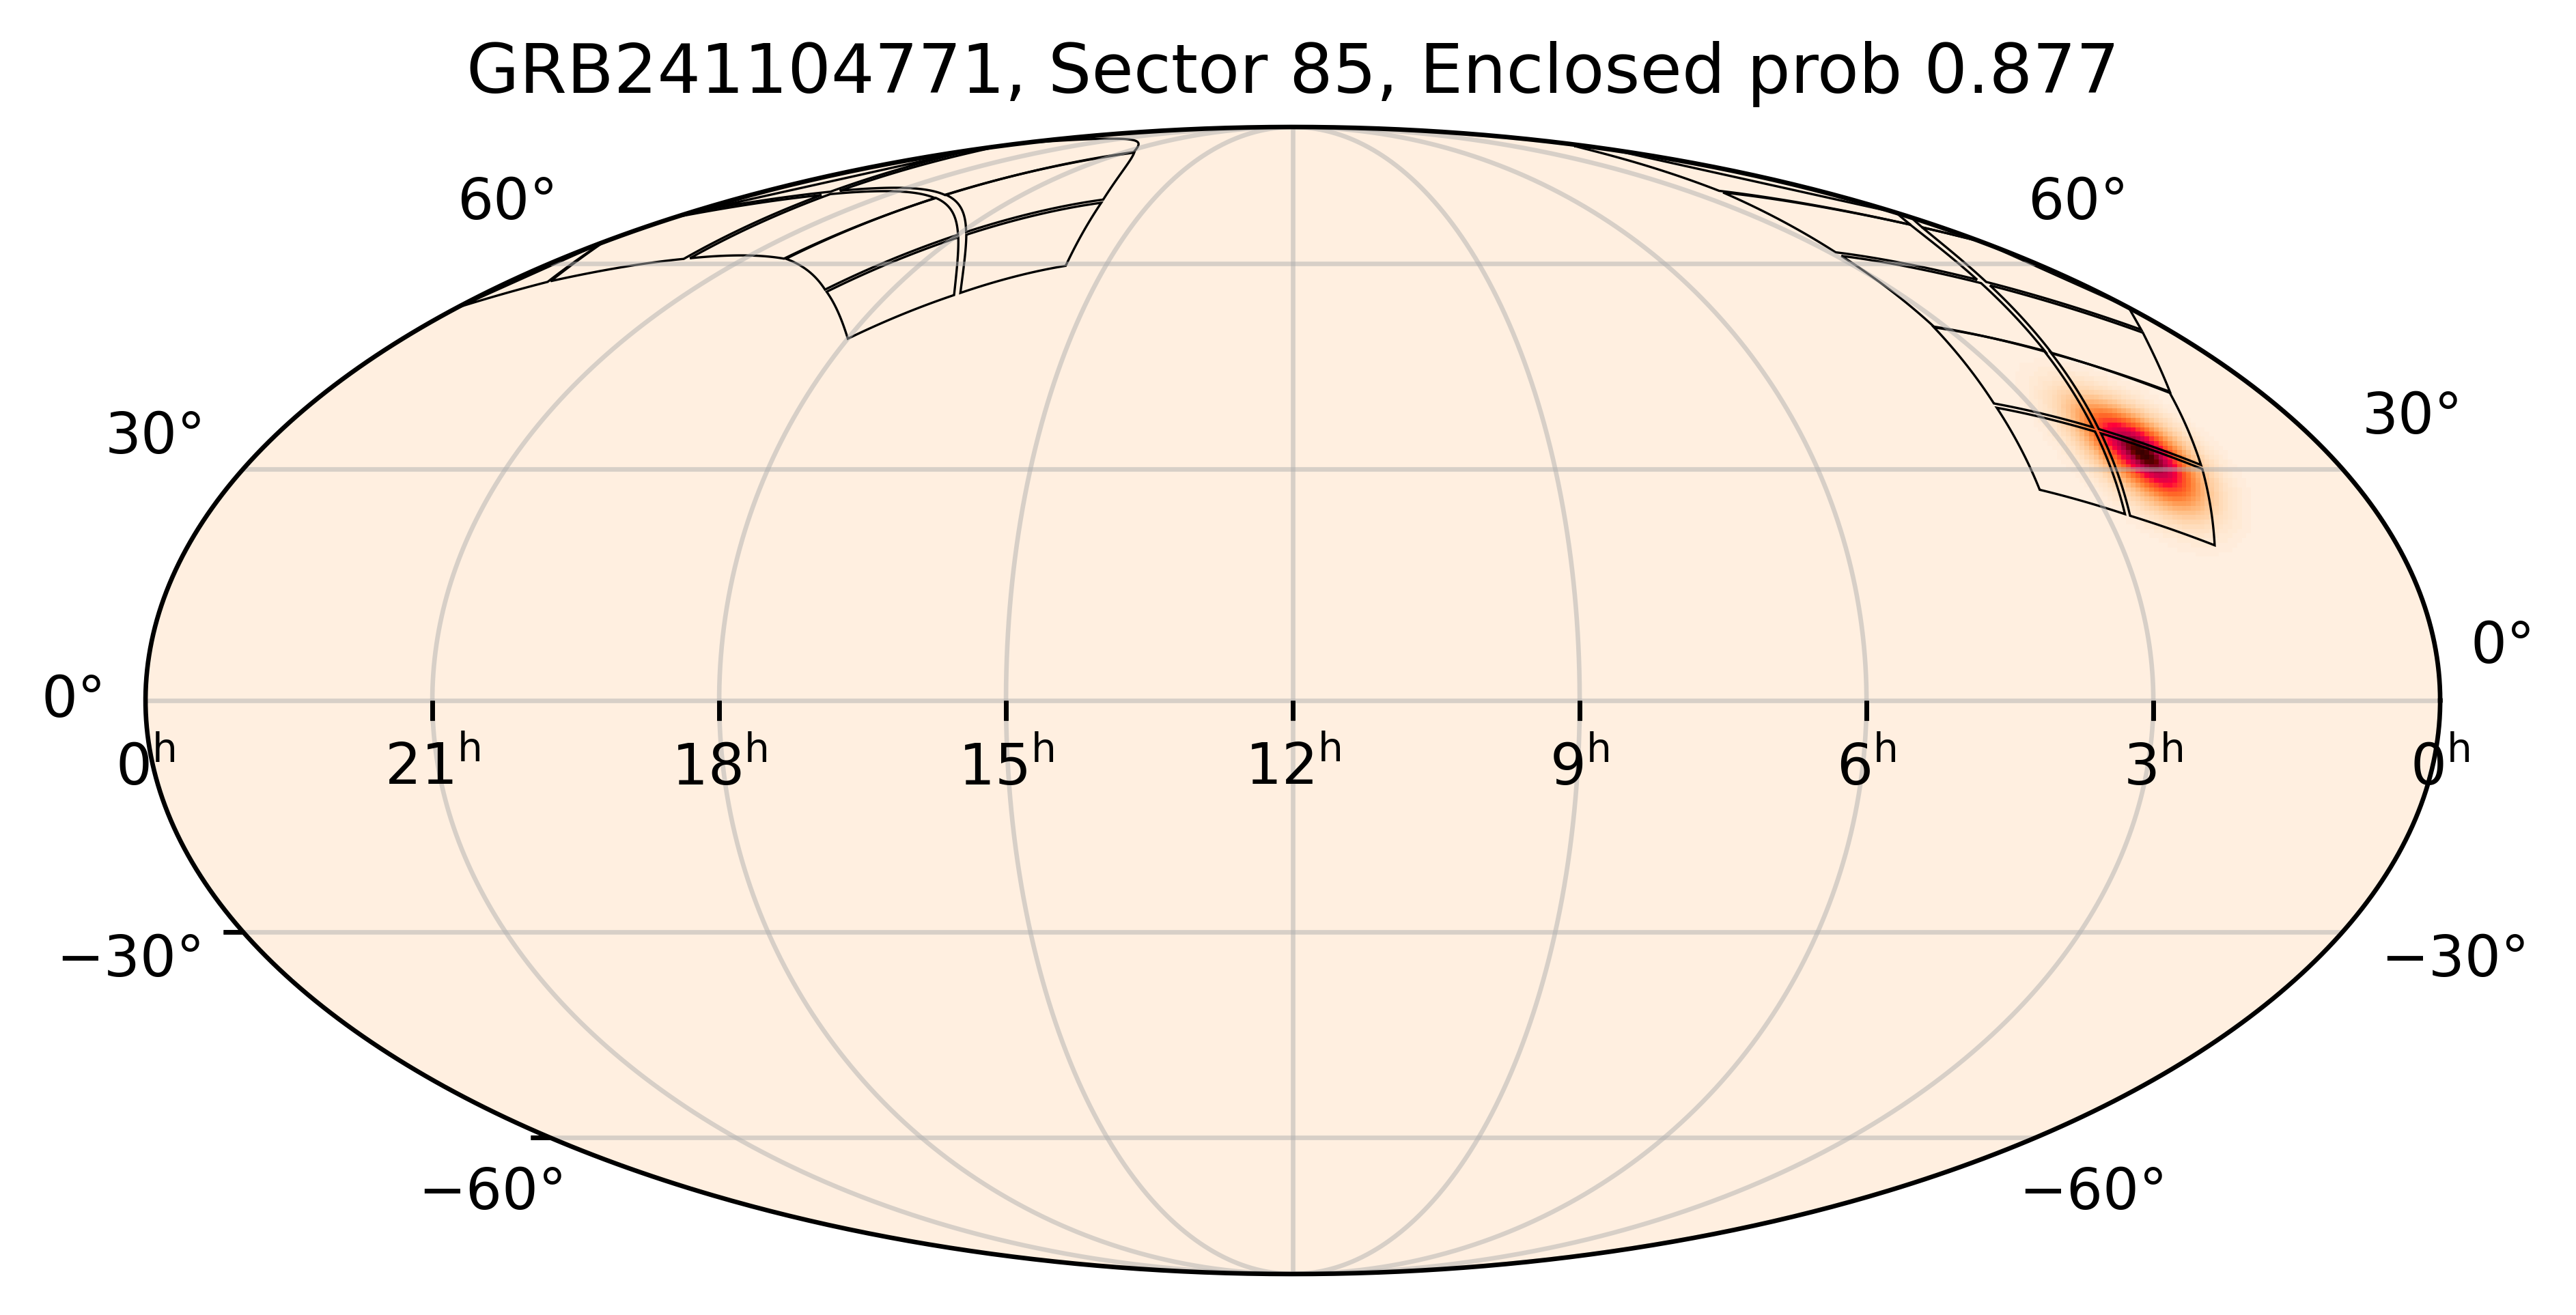 GRB241104771, Sector 85, Enclosed prob 0.877
60° 60°
30° 30°
0° 0°
0ʰ 21ʰ 18ʰ 15ʰ 12ʰ 9ʰ 6ʰ 3ʰ 0ʰ
−30° −30°
−60° −60°